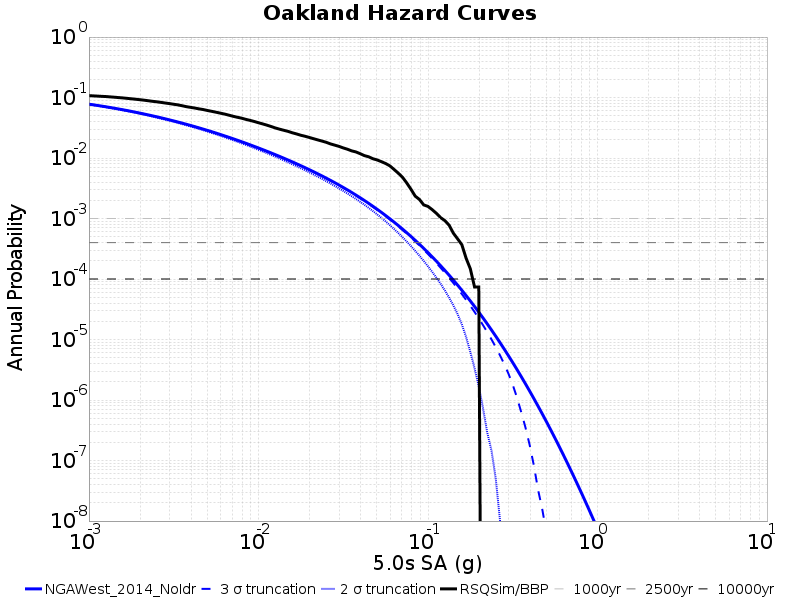 Oakland Hazard Curves
Annual Probability
10^0
10^-1
10^-2
10^-3
10^-4
10^-5
10^-6
10^-7
10^-8
10^-3 10^-2 10^-1 10^0 10^1
5.0s SA (g)
NGAWest_2014_NoIdr 3 σ truncation 2 σ truncation RSQSim/BBP 1000yr 2500yr 10000yr